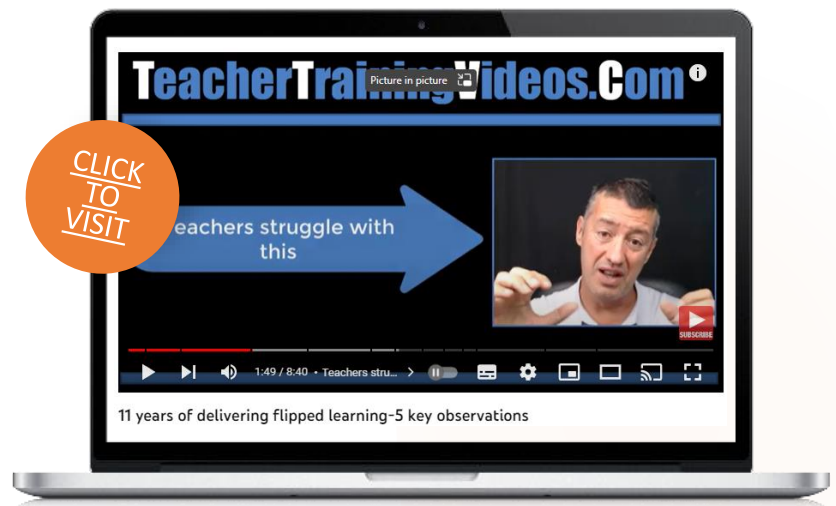 TeacherTrainingVideos.Com
Picture in picture
CLICK
TO
VISIT
eachers struggle with
this
SUBSCRIBE
1:49 / 8:40 • Teachers stru... >
11 years of delivering flipped learning-5 key observations